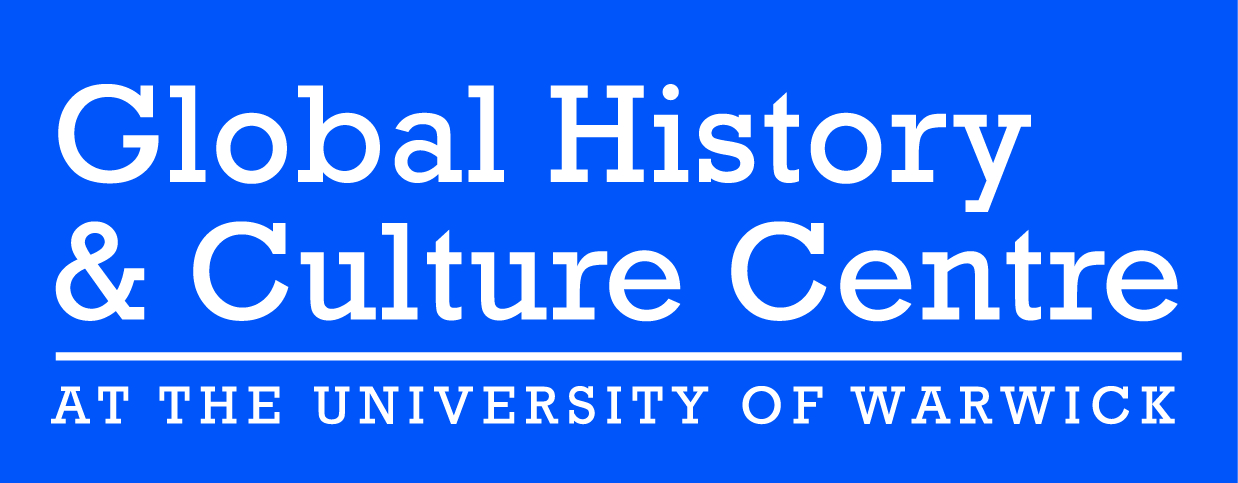 Global History
& Culture Centre
AT THE UNIVERSITY OF WARWICK